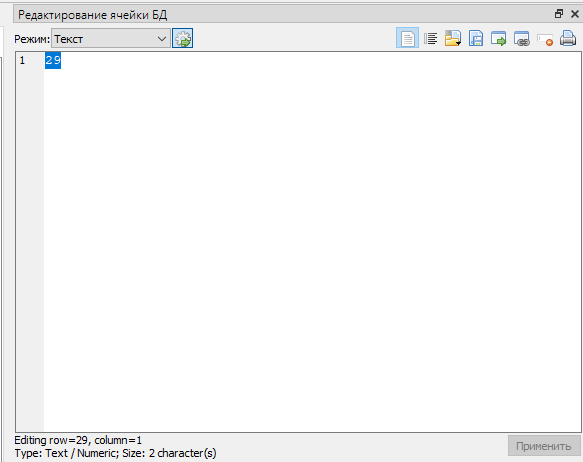 Редактирование ячейки БД
Режим: Текст
1 29
Editing row=29, column=1
Type: Text / Numeric; Size: 2 character(s)
Применить